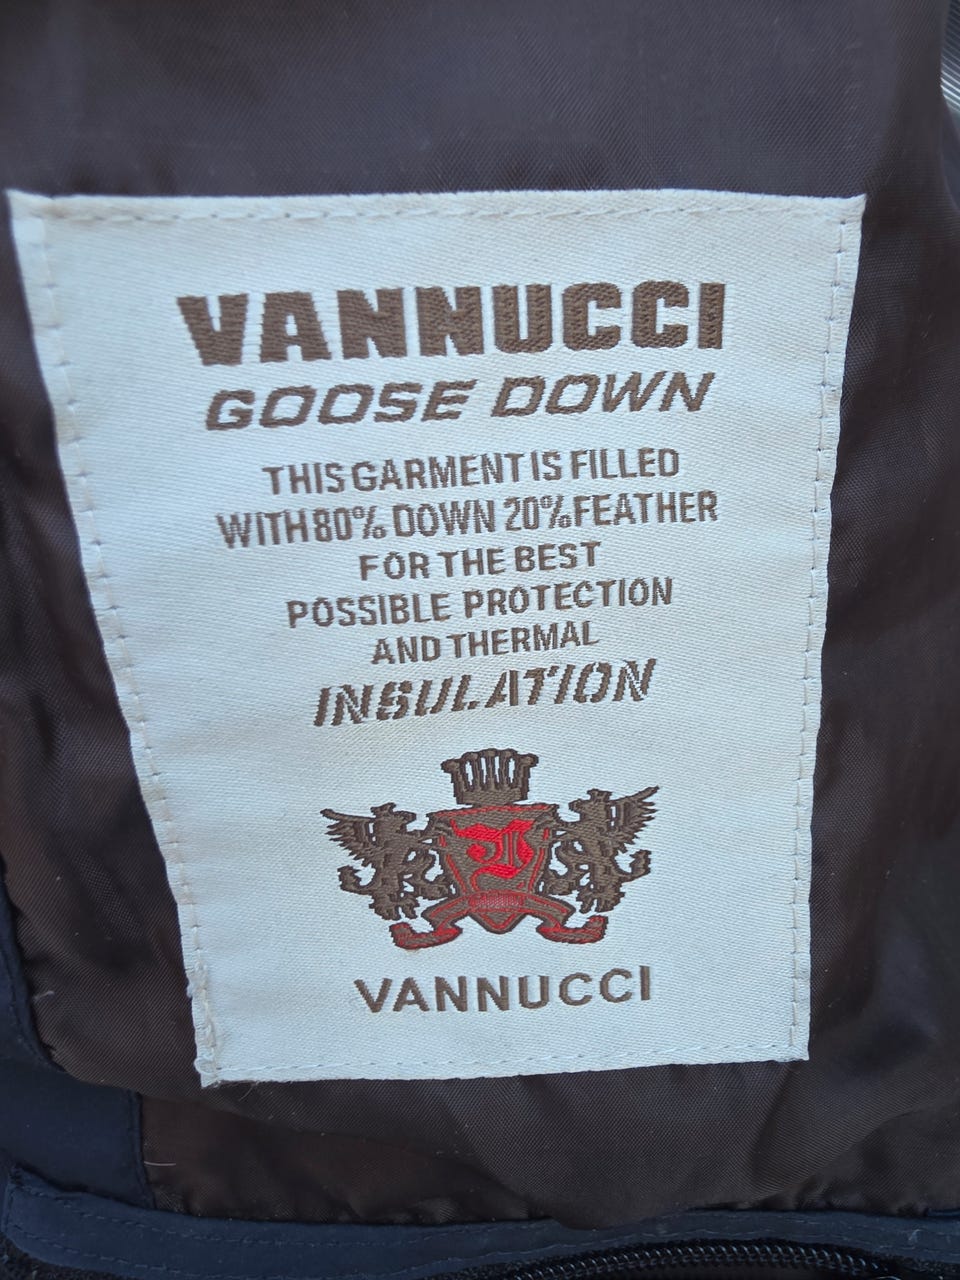 VANNUCCI
GOOSE DOWN
THIS GARMENT IS FILLED
WITH 80% DOWN 20% FEATHER
FOR THE BEST
POSSIBLE PROTECTION
AND THERMAL
INSULATION
VANNUCCI